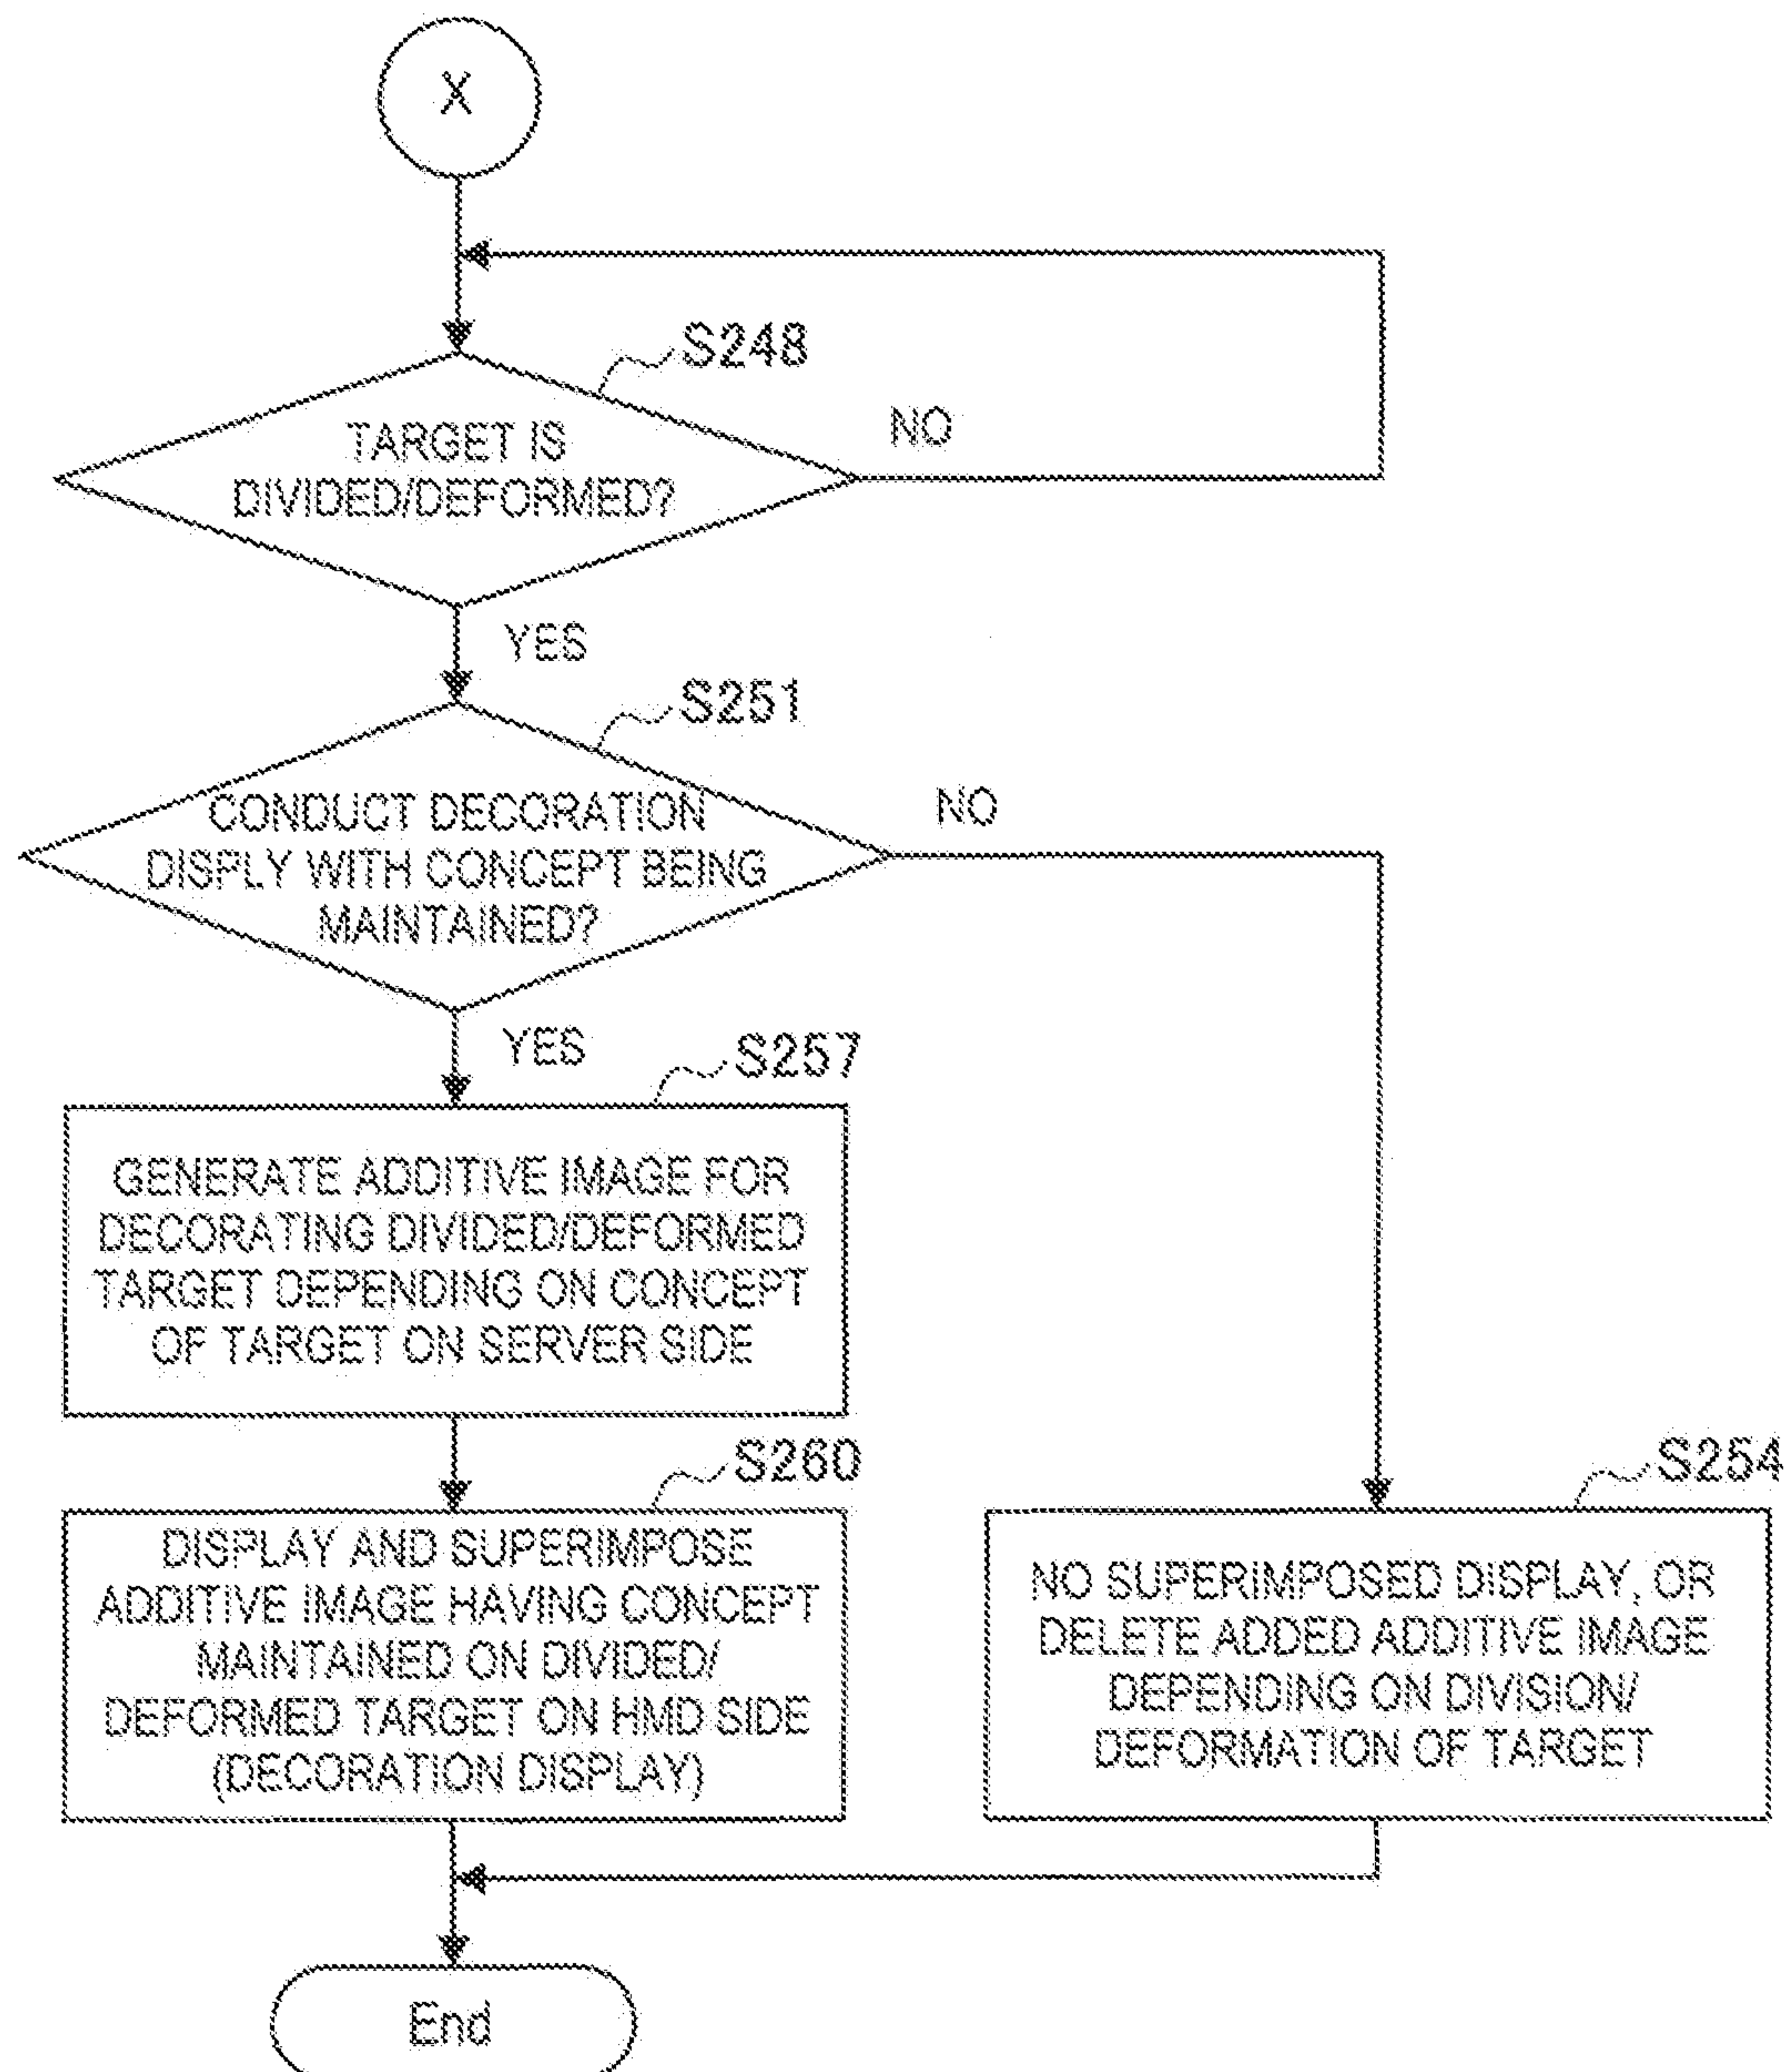 X
S248
TARGET IS
DIVIDED/DEFORMED?
NO
YES
S251
CONDUCT DECORATION
DISPLY WITH CONCEPT BEING
MAINTAINED?
NO
YES
S257
GENERATE ADDITIVE IMAGE FOR
DECORATING DIVIDED/DEFORMED
TARGET DEPENDING ON CONCEPT
OF TARGET ON SERVER SIDE
S260
DISPLAY AND SUPERIMPOSE
ADDITIVE IMAGE HAVING CONCEPT
MAINTAINED ON DIVIDED/
DEFORMED TARGET ON HMD SIDE
(DECORATION DISPLAY)
S254
NO SUPERIMPOSED DISPLAY, OR
DELETE ADDED ADDITIVE IMAGE
DEPENDING ON DIVISION/
DEFORMATION OF TARGET
End